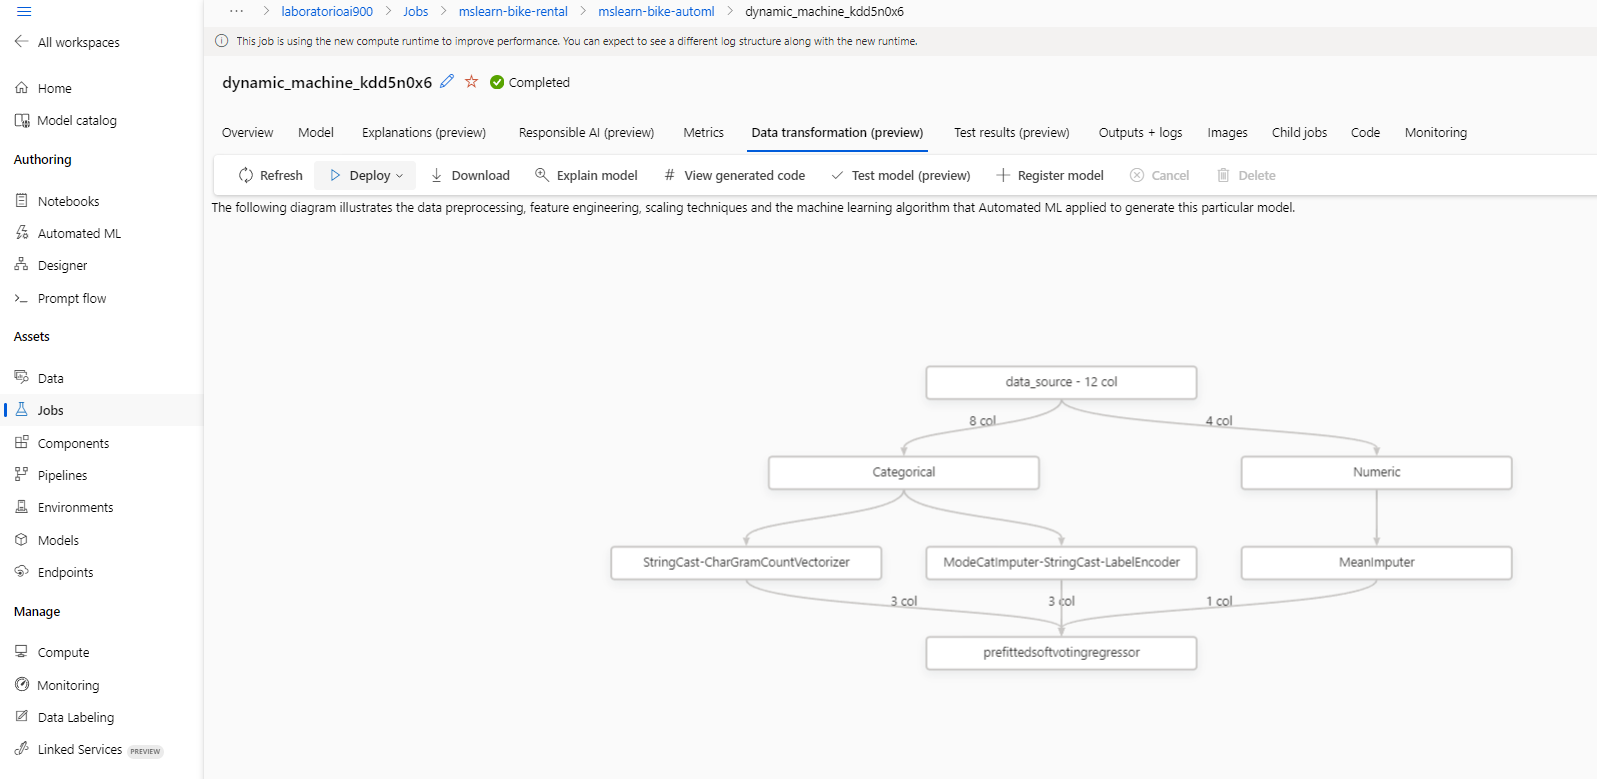 ··· > laboratorioai900 > Jobs > mslearn-bike-rental > mslearn-bike-automl > dynamic_machine_kdd5n0x6
All workspaces
Home
Model catalog
Authoring
Notebooks
Automated ML
Designer
Prompt flow
Assets
Data
Jobs
Components
Pipelines
Environments
Models
Endpoints
Manage
Compute
Monitoring
Data Labeling
Linked Services PREVIEW
This job is using the new compute runtime to improve performance. You can expect to see a different log structure along with the new runtime.
dynamic_machine_kdd5n0x6 Completed
Overview Model Explanations (preview) Responsible AI (preview) Metrics Data transformation (preview) Test results (preview) Outputs + logs Images Child jobs Code Monitoring
Refresh Deploy Download Explain model # View generated code Test model (preview) Register model Cancel Delete
The following diagram illustrates the data preprocessing, feature engineering, scaling techniques and the machine learning algorithm that Automated ML applied to generate this particular model.
data_source - 12 col
8 col 4 col
Categorical Numeric
StringCast-CharGramCountVectorizer ModeCatImputer-StringCast-LabelEncoder MeanImputer
3 col 3 col 1 col
prefittedsoftvotingregressor